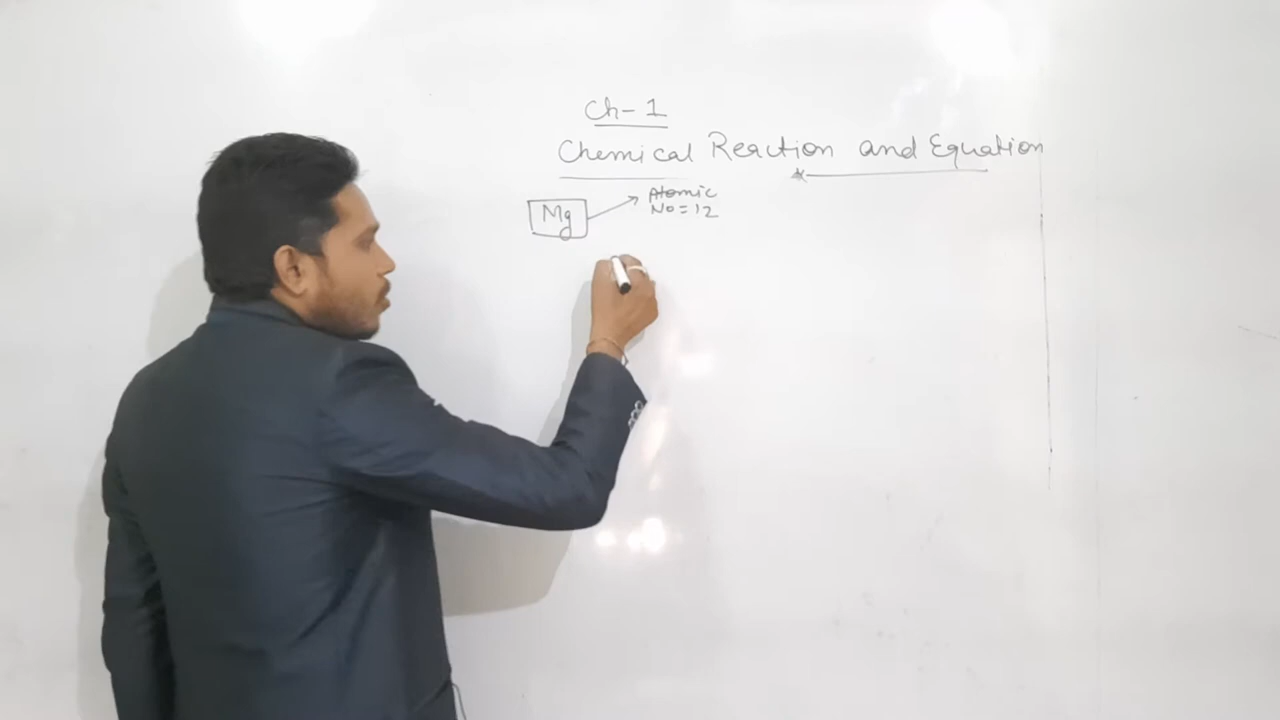 Ch-1
Chemical Reaction and Equation
Mg
Atomic
No=12